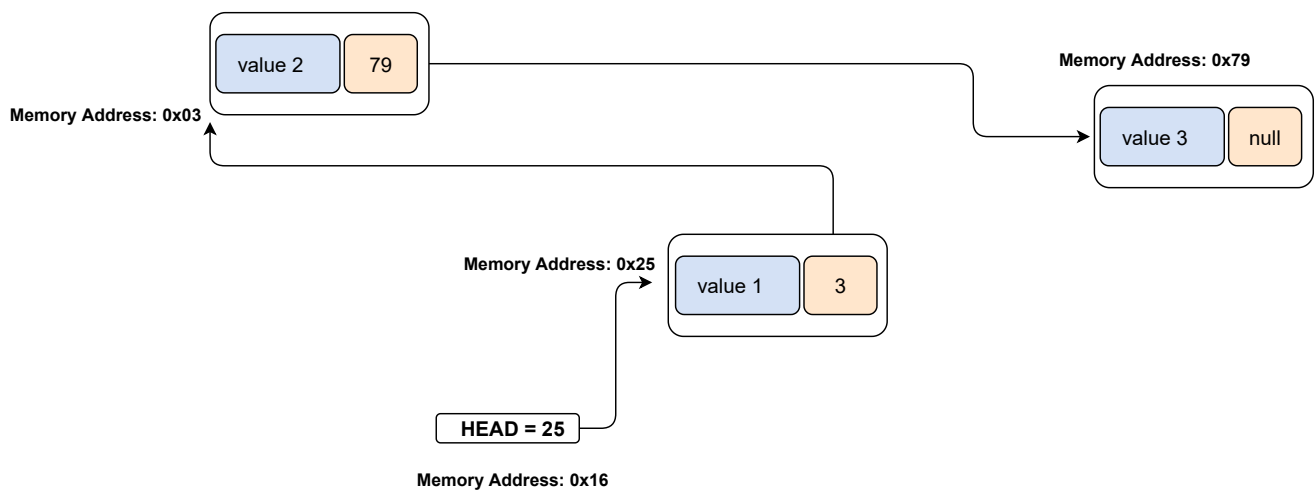 value 2
79
Memory Address: 0x79
Memory Address: 0x03
value 3
null
Memory Address: 0x25
value 1
3
HEAD = 25
Memory Address: 0x16